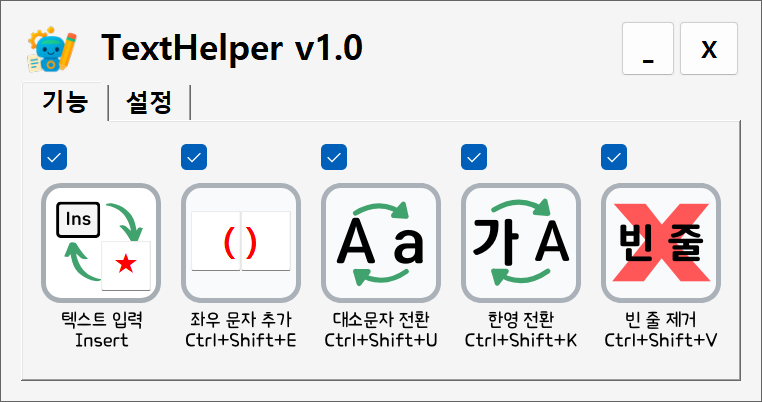 TextHelper v1.0
_ X
기능 설정
Ins
★
( )
A a
가 A
빈 줄
텍스트 입력 좌우 문자 추가 대소문자 전환 한영 전환 빈 줄 제거
Insert Ctrl+Shift+E Ctrl+Shift+U Ctrl+Shift+K Ctrl+Shift+V